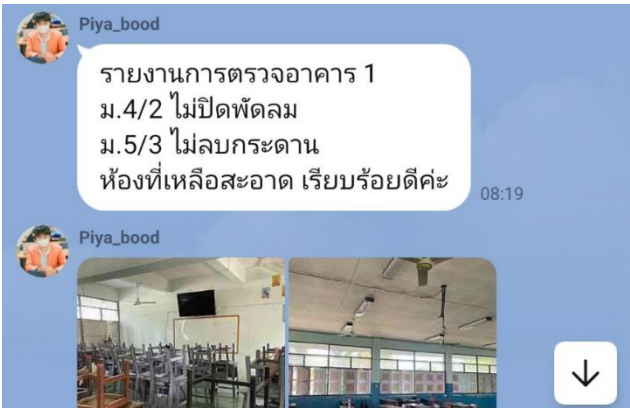 Piya_bood
รายงานการตรวจอาคาร 1
ม.4/2 ไม่ปิดพัดลม
ม.5/3 ไม่ลบกระดาน
ห้องที่เหลือสะอาด เรียบร้อยดีค่ะ
08:19
Piya_bood